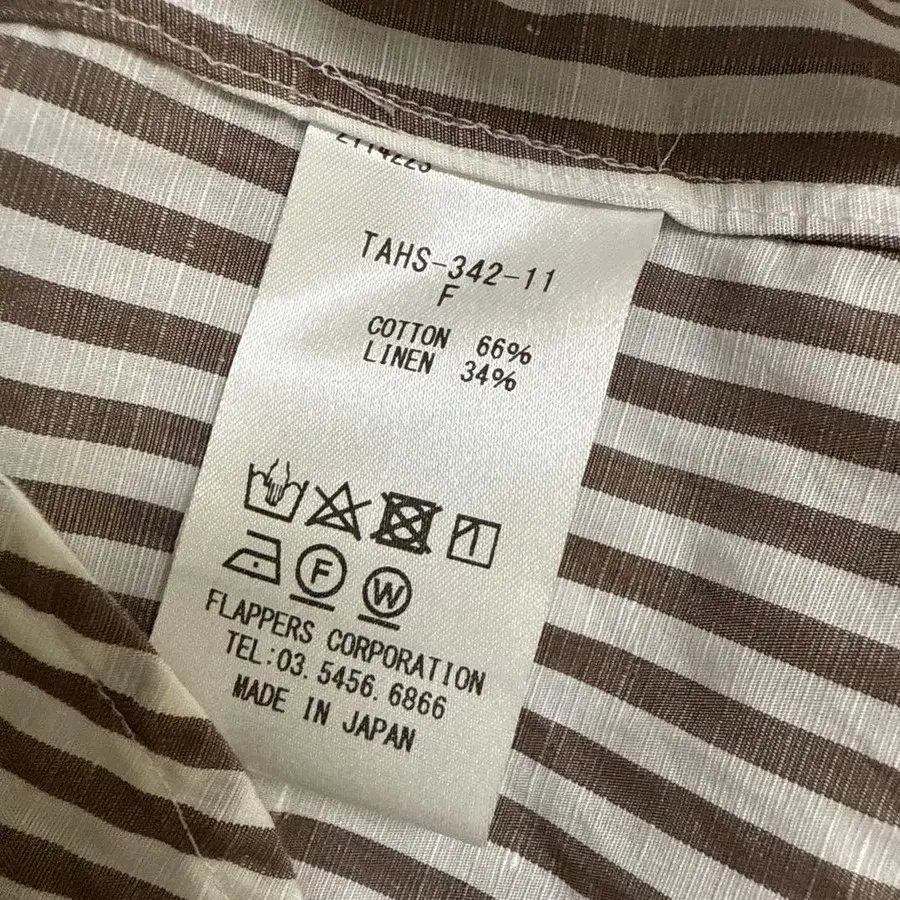 TAHS-342-11
F
COTTON 66%
LINEN 34%
F W
FLAPPERS CORPORATION
TEL:03.5456.6866
MADE IN JAPAN